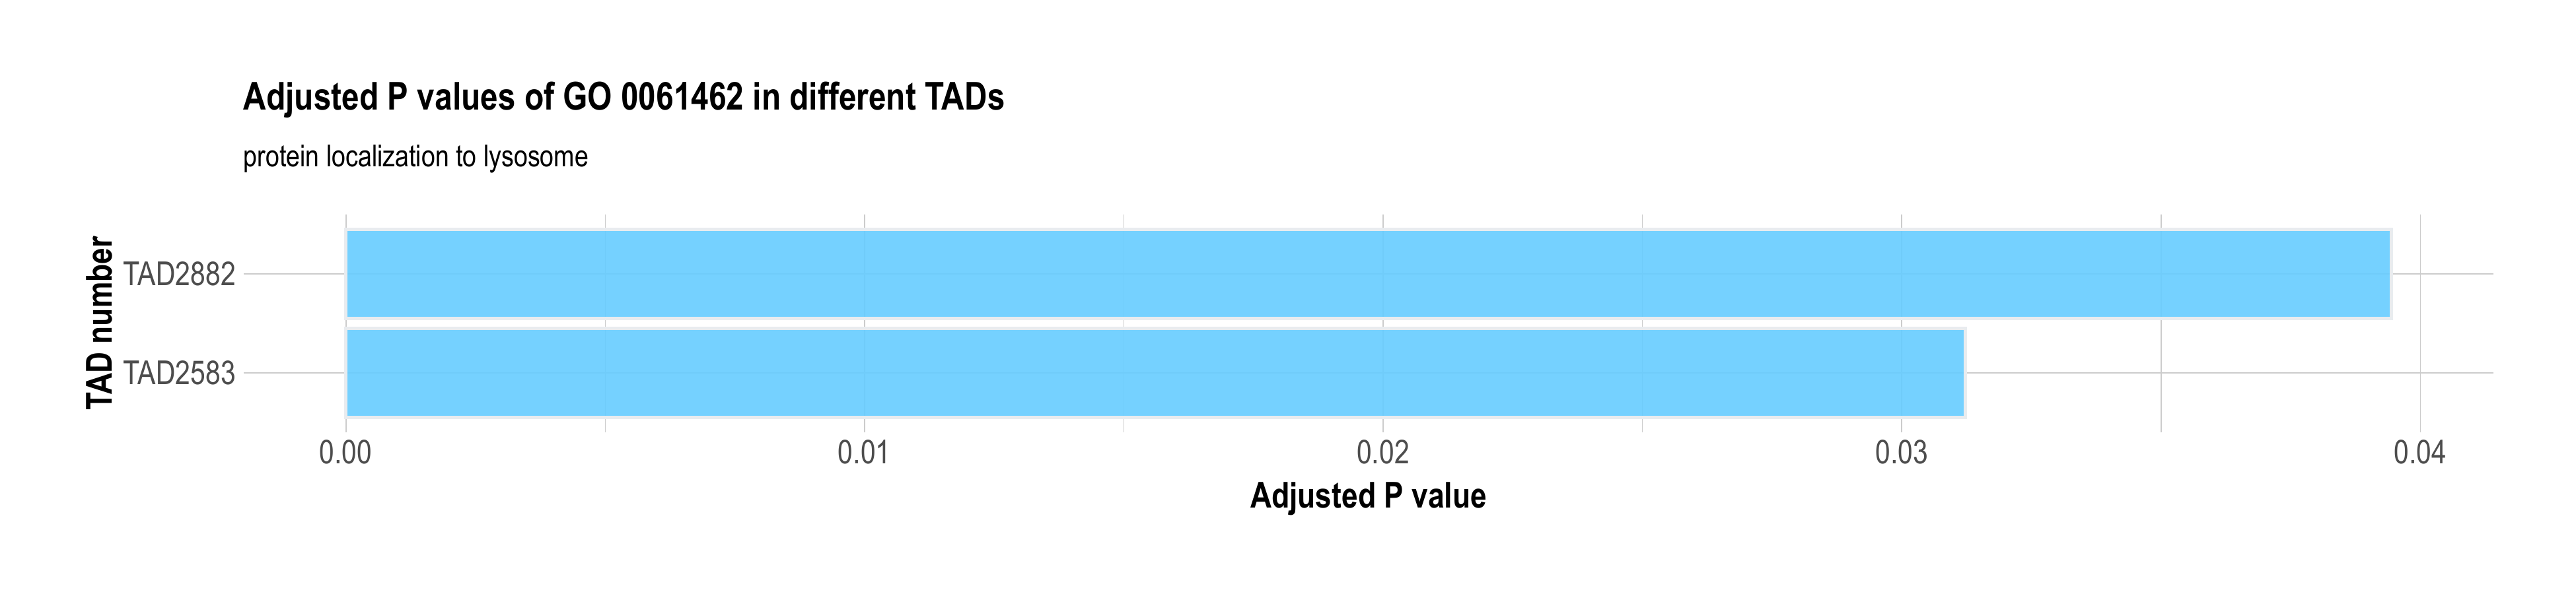 Adjusted P values of GO 0061462 in different TADs
protein localization to lysosome
TAD number
TAD2882
TAD2583
0.00 0.01 0.02 0.03 0.04
Adjusted P value